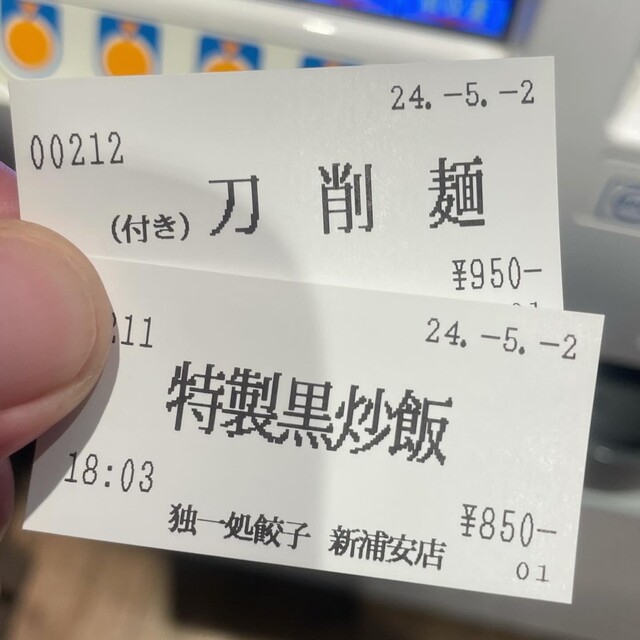 24.-5.-2
00212
(付き) 刀 削 麺
¥950-
211
24.-5.-2
特製黒炒飯
18:03
¥850-
独一処餃子 新浦安店
01